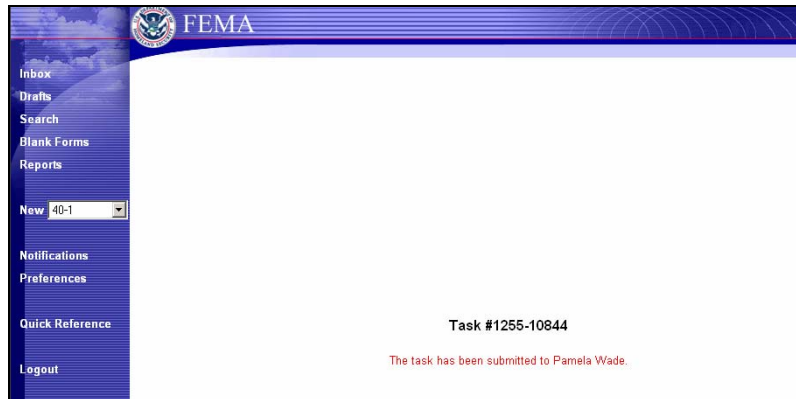 FEMA
Inbox
Drafts
Search
Blank Forms
Reports
New 40-1
Notifications
Preferences
Quick Reference
Logout
Task #1255-10844
The task has been submitted to Pamela Wade.